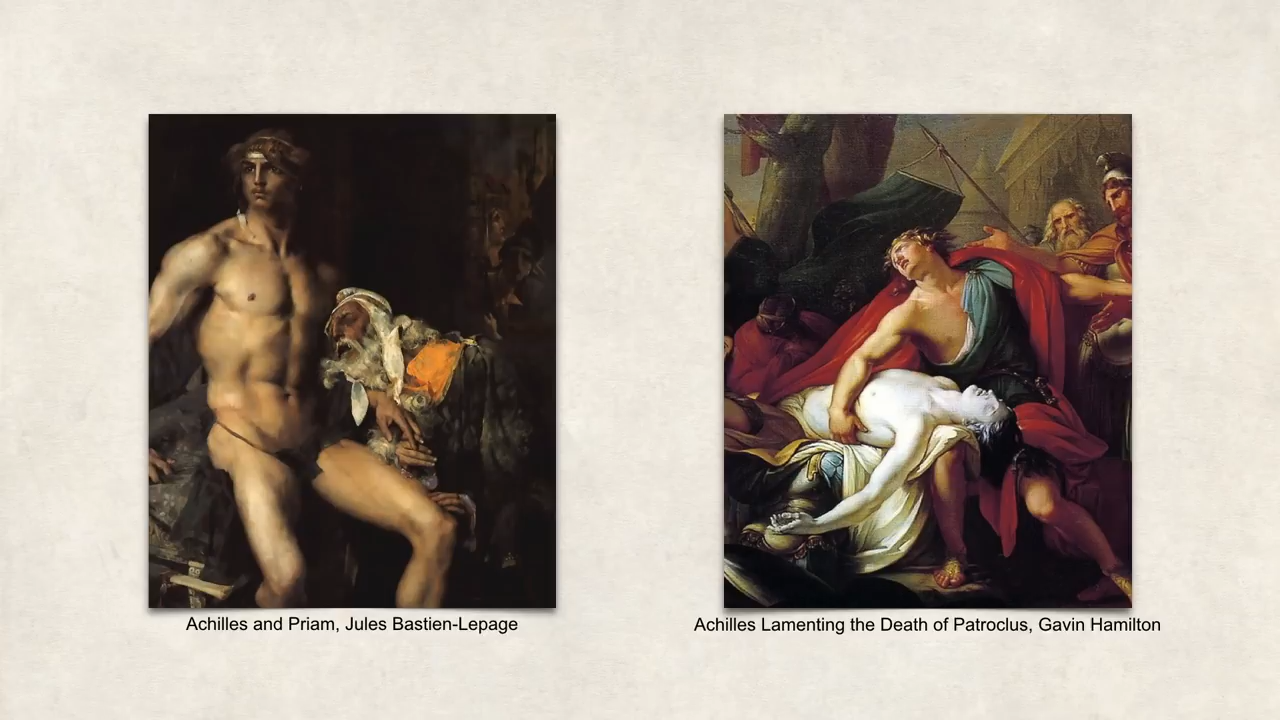 Achilles and Priam, Jules Bastien-Lepage
Achilles Lamenting the Death of Patroclus, Gavin Hamilton